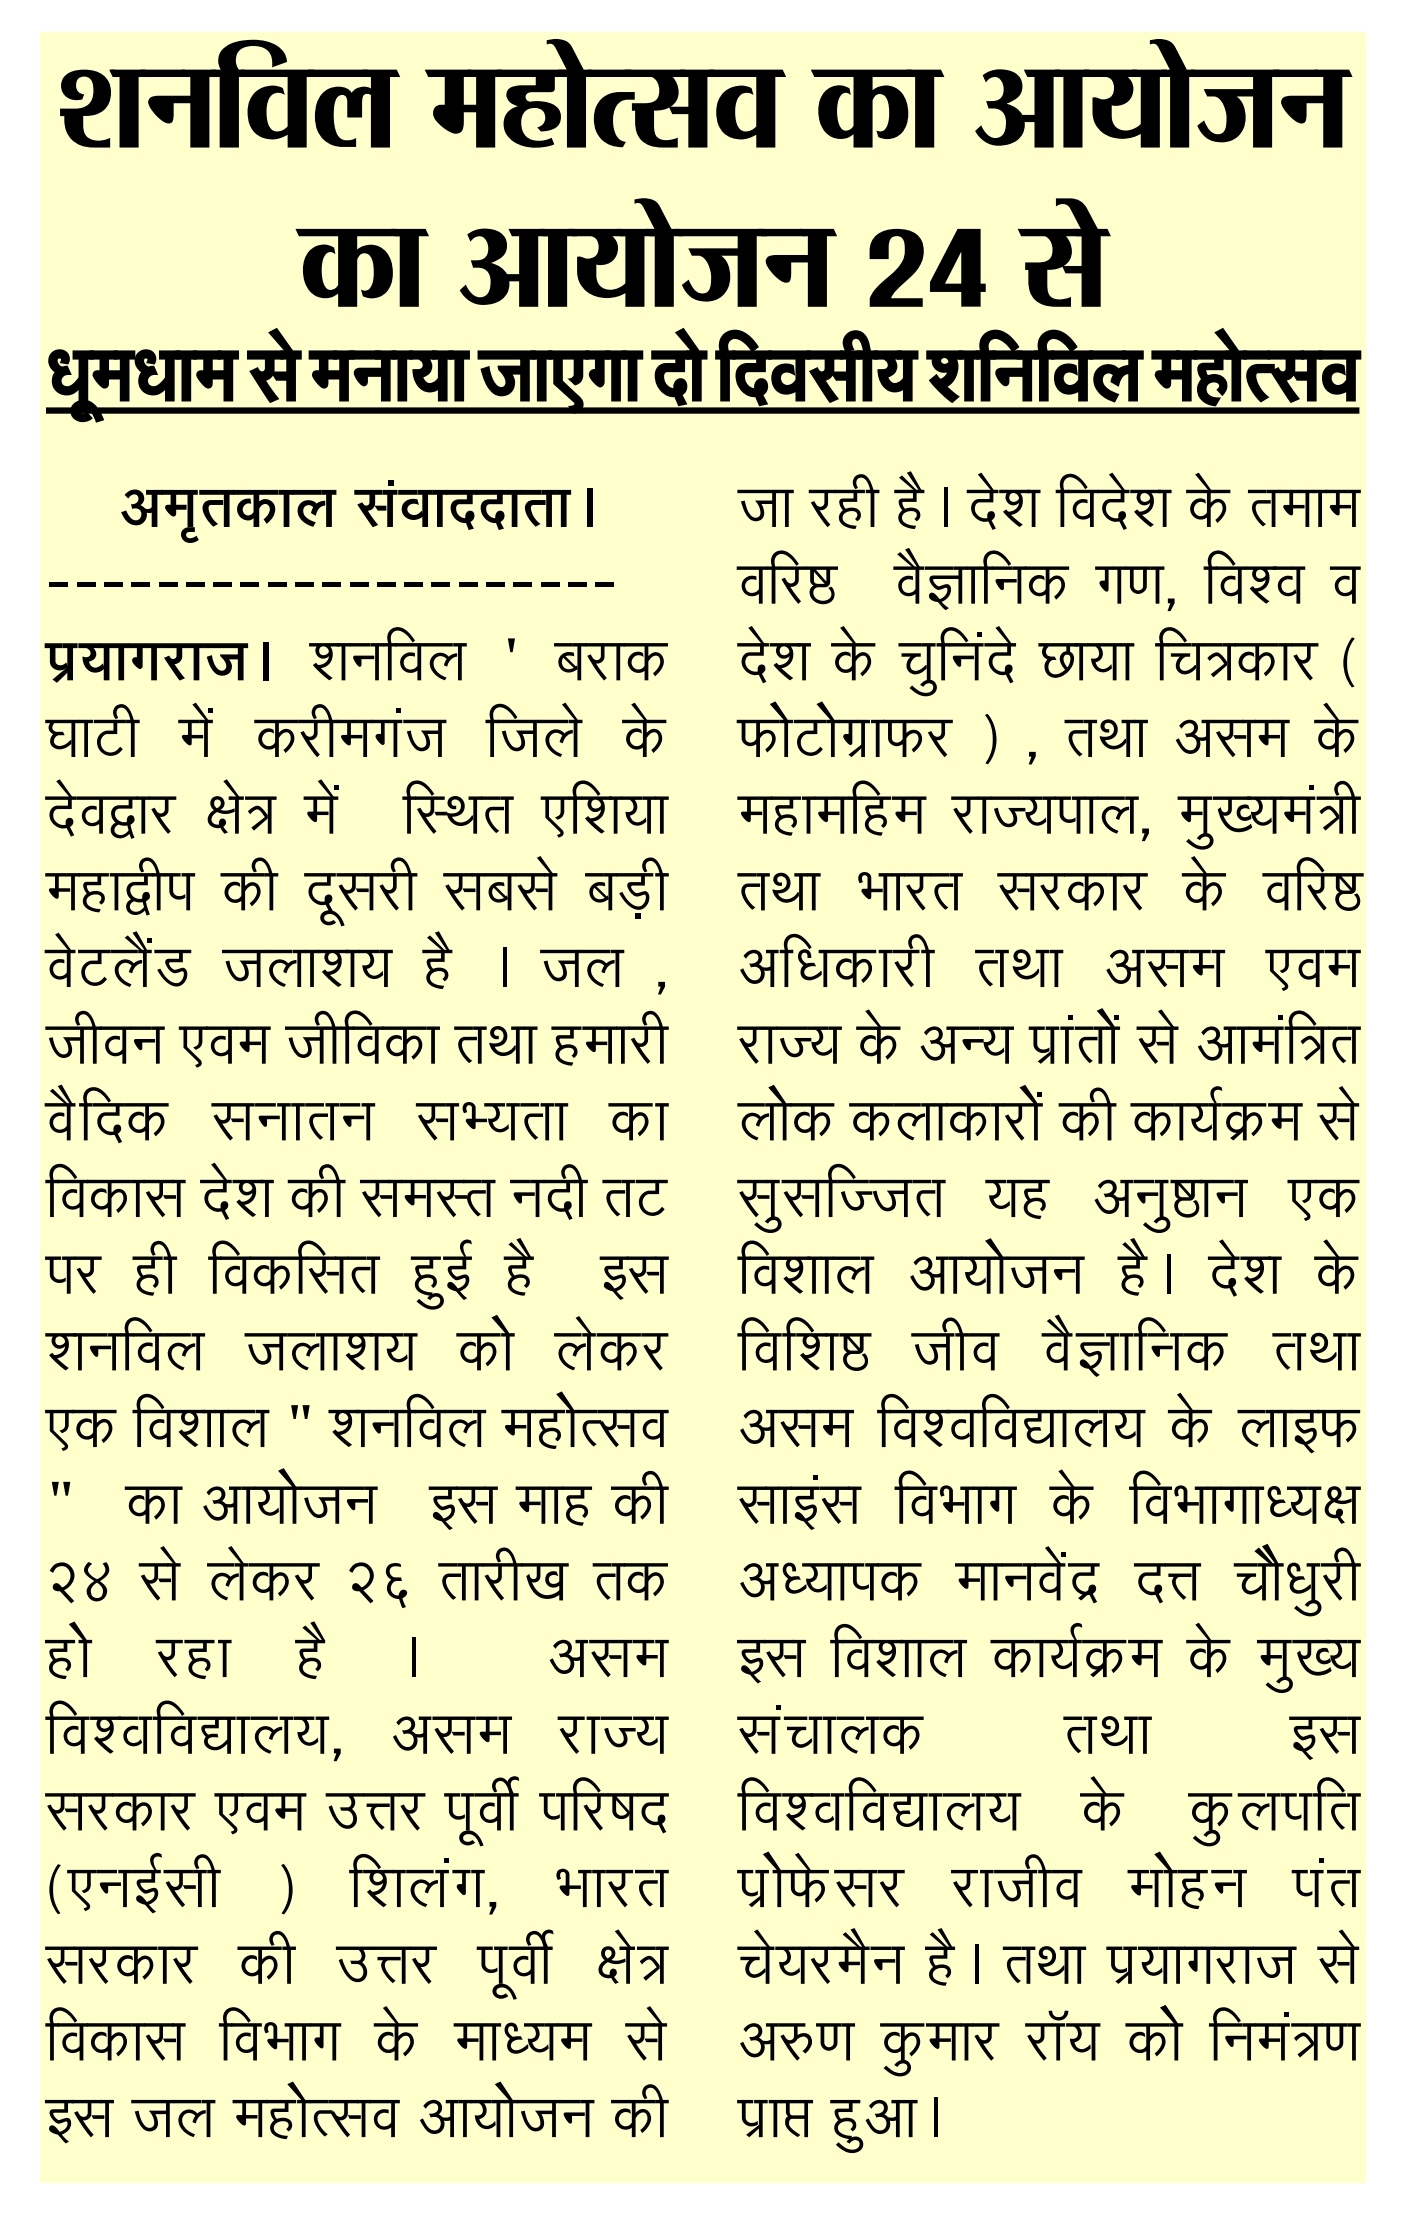 शनविल महोत्सव का आयोजन
का आयोजन 24 से
धूमधाम से मनाया जाएगा दो दिवसीय शनिविल महोत्सव
अमृतकाल संवाददाता।
---------------------
प्रयागराज। शनविल ' बराक
घाटी में करीमगंज जिले के
देवद्वार क्षेत्र में स्थित एशिया
महाद्वीप की दूसरी सबसे बड़ी
वेटलैंड जलाशय है । जल ,
जीवन एवम जीविका तथा हमारी
वैदिक सनातन सभ्यता का
विकास देश की समस्त नदी तट
पर ही विकसित हुई है इस
शनविल जलाशय को लेकर
एक विशाल " शनविल महोत्सव
" का आयोजन इस माह की
२४ से लेकर २६ तारीख तक
हो रहा है । असम
विश्वविद्यालय, असम राज्य
सरकार एवम उत्तर पूर्वी परिषद
(एनईसी ) शिलंग, भारत
सरकार की उत्तर पूर्वी क्षेत्र
विकास विभाग के माध्यम से
इस जल महोत्सव आयोजन की
जा रही है । देश विदेश के तमाम
वरिष्ठ वैज्ञानिक गण, विश्व व
देश के चुनिंदे छाया चित्रकार (
फोटोग्राफर ) , तथा असम के
महामहिम राज्यपाल, मुख्यमंत्री
तथा भारत सरकार के वरिष्ठ
अधिकारी तथा असम एवम
राज्य के अन्य प्रांतों से आमंत्रित
लोक कलाकारों की कार्यक्रम से
सुसज्जित यह अनुष्ठान एक
विशाल आयोजन है। देश के
विशिष्ठ जीव वैज्ञानिक तथा
असम विश्वविद्यालय के लाइफ
साइंस विभाग के विभागाध्यक्ष
अध्यापक मानवेंद्र दत्त चौधुरी
इस विशाल कार्यक्रम के मुख्य
संचालक तथा इस
विश्वविद्यालय के कुलपति
प्रोफेसर राजीव मोहन पंत
चेयरमैन है। तथा प्रयागराज से
अरुण कुमार रॉय को निमंत्रण
प्राप्त हुआ।